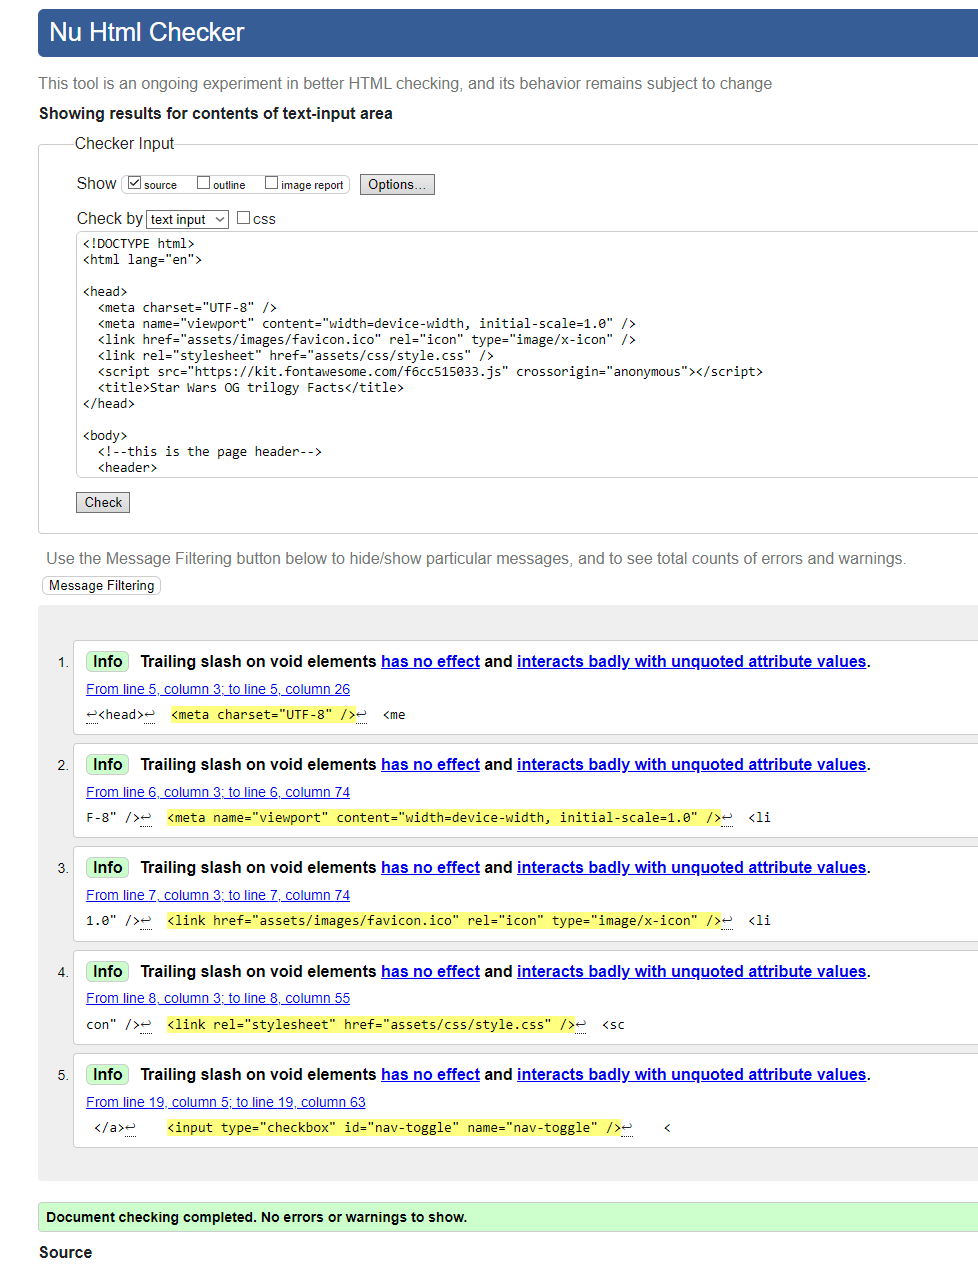 Nu Html Checker
This tool is an ongoing experiment in better HTML checking, and its behavior remains subject to change
Showing results for contents of text-input area
Checker Input
Show source outline image report Options...
Check by text input css
<!DOCTYPE html>
<html lang="en">
<head>
<meta charset="UTF-8" />
<meta name="viewport" content="width=device-width, initial-scale=1.0" />
<link href="assets/images/favicon.ico" rel="icon" type="image/x-icon" />
<link rel="stylesheet" href="assets/css/style.css" />
<script src="https://kit.fontawesome.com/f6cc515033.js" crossorigin="anonymous"></script>
<title>Star Wars OG trilogy Facts</title>
</head>
<body>
<!--this is the page header-->
<header>
Check
Use the Message Filtering button below to hide/show particular messages, and to see total counts of errors and warnings.
Message Filtering
1. Info Trailing slash on void elements has no effect and interacts badly with unquoted attribute values.
From line 5, column 3; to line 5, column 26
↩<head>↩ <meta charset="UTF-8" />↩ <me
2. Info Trailing slash on void elements has no effect and interacts badly with unquoted attribute values.
From line 6, column 3; to line 6, column 74
F-8" />↩ <meta name="viewport" content="width=device-width, initial-scale=1.0" />↩ <li
3. Info Trailing slash on void elements has no effect and interacts badly with unquoted attribute values.
From line 7, column 3; to line 7, column 74
1.0" />↩ <link href="assets/images/favicon.ico" rel="icon" type="image/x-icon" />↩ <li
4. Info Trailing slash on void elements has no effect and interacts badly with unquoted attribute values.
From line 8, column 3; to line 8, column 55
con" />↩ <link rel="stylesheet" href="assets/css/style.css" />↩ <sc
5. Info Trailing slash on void elements has no effect and interacts badly with unquoted attribute values.
From line 19, column 5; to line 19, column 63
</a>↩ <input type="checkbox" id="nav-toggle" name="nav-toggle" />↩ <
Document checking completed. No errors or warnings to show.
Source